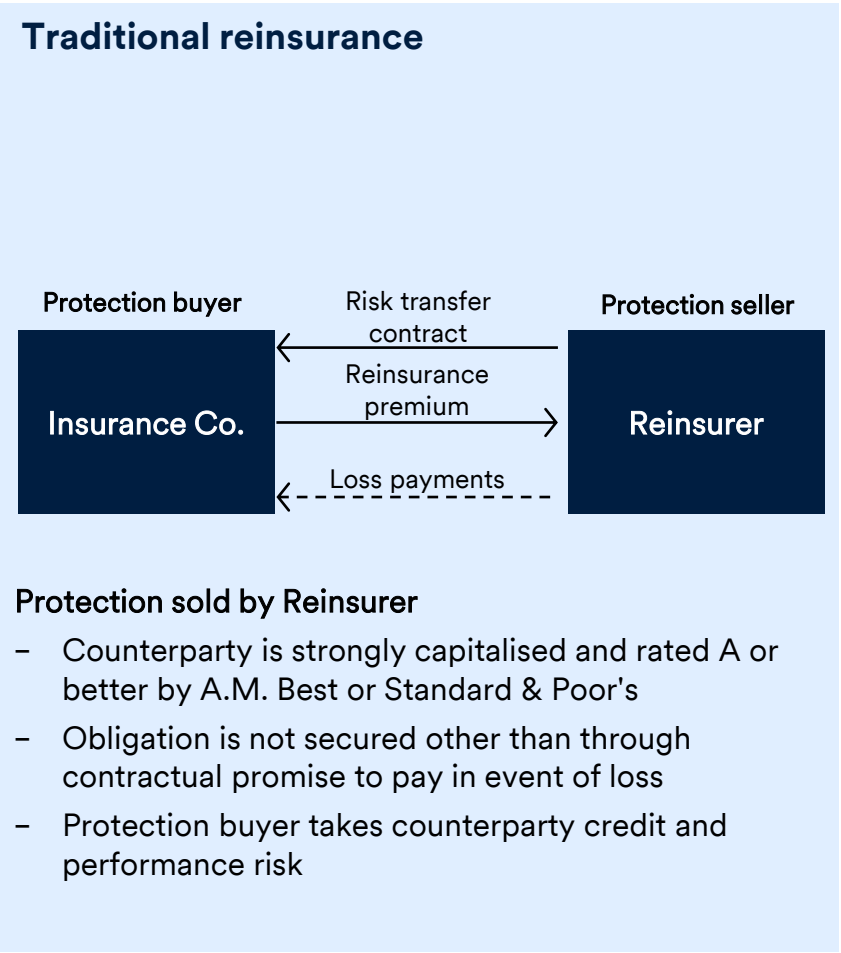 Traditional reinsurance
Protection buyer
Risk transfer
contract
Protection seller
Insurance Co.
Reinsurance
premium
Reinsurer
Loss payments
Protection sold by Reinsurer
– Counterparty is strongly capitalised and rated A or
better by A.M. Best or Standard & Poor's
– Obligation is not secured other than through
contractual promise to pay in event of loss
– Protection buyer takes counterparty credit and
performance risk